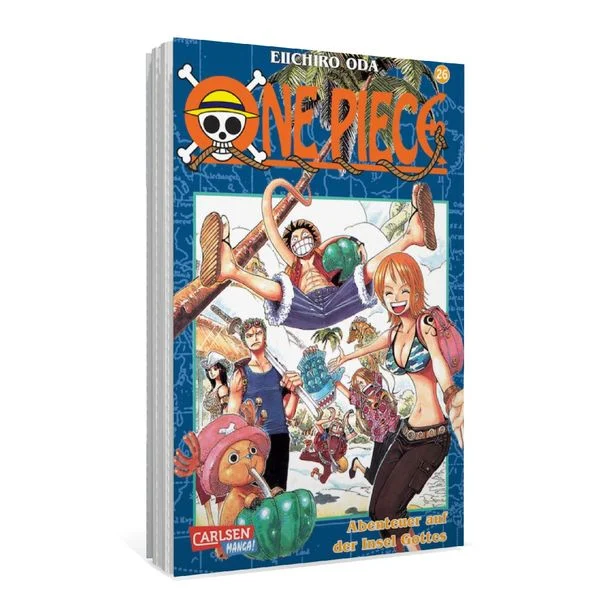 EIICHIRO ODA
26
ONE PIECE
Abenteuer auf
der Insel Gottes
CARLSEN
MANGA!